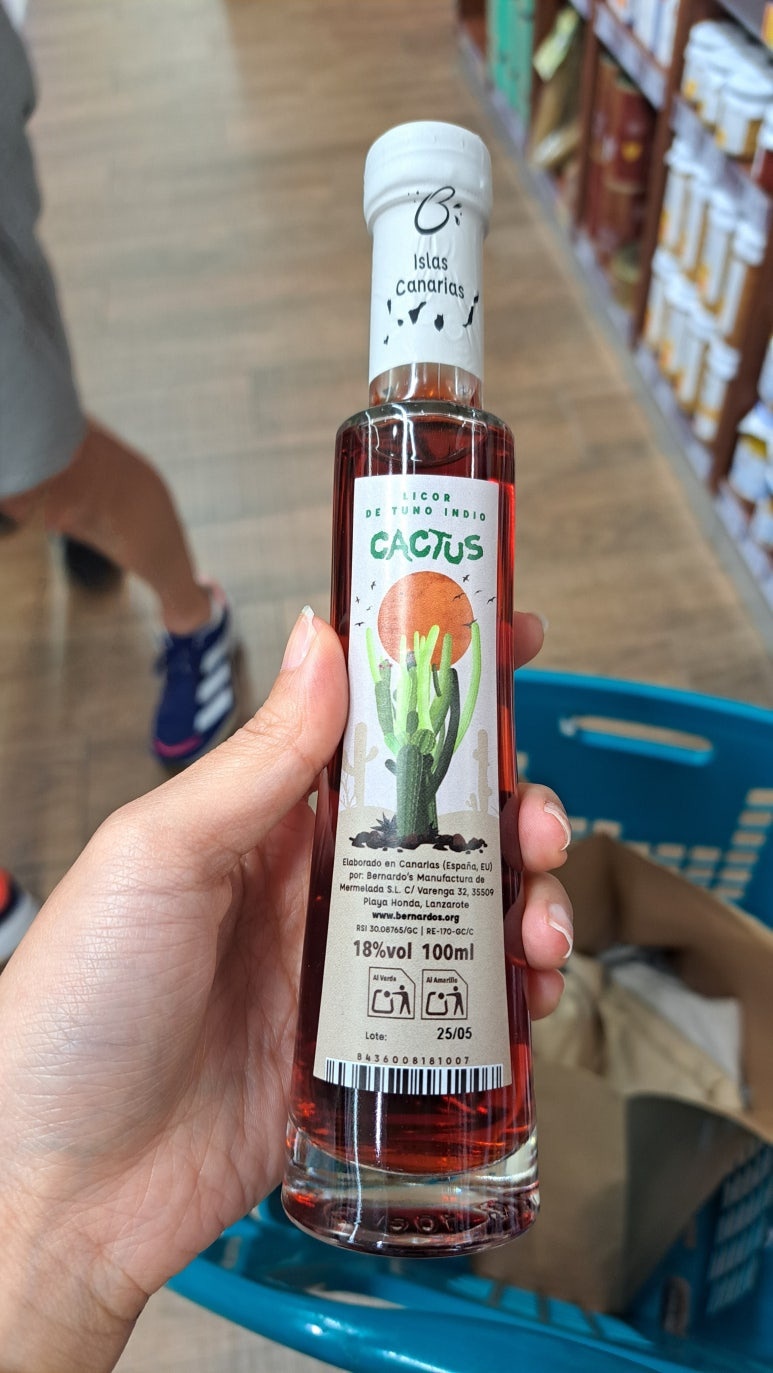 B
Islas
Canarias
LICOR
DE TUNO INDIO
CACTUS
Elaborado en Canarias (España, EU)
por: Bernardo's Manufactura de
Mermelada S.L. C/ Varenga 32, 35509
Playa Honda, Lanzarote
www.bernardos.org
RSI 30.08765/GC | RE-170-GC/C
18%vol 100ml
Al Verde Al Amarillo
Lote: 25/05
8436008181007